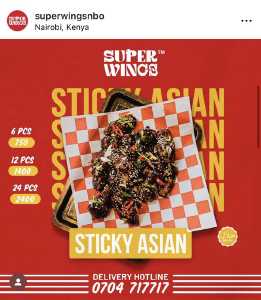 superwingsnbo
Nairobi, Kenya
SUPER™
WINGS
STICKY ASIAN
6 PCS
750
12 PCS
1400
24 PCS
2400
STICKY ASIAN
DELIVERY HOTLINE
0704 717717